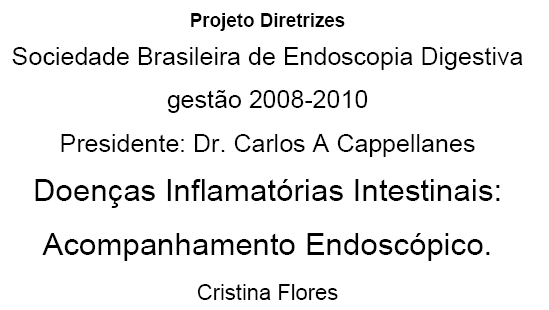 Projeto Diretrizes
Sociedade Brasileira de Endoscopia Digestiva
gestão 2008-2010
Presidente: Dr. Carlos A Cappellanes
Doenças Inflamatórias Intestinais:
Acompanhamento Endoscópico.
Cristina Flores